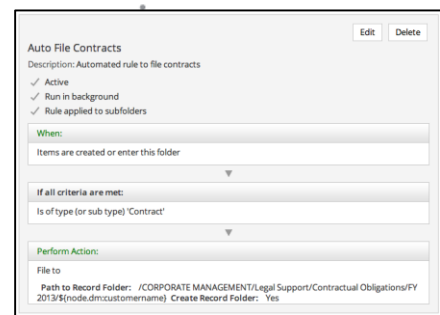 Edit Delete
Auto File Contracts
Description: Automated rule to file contracts
Active
Run in background
Rule applied to subfolders
When:
Items are created or enter this folder
If all criteria are met:
Is of type (or sub type) 'Contract'
Perform Action:
File to
Path to Record Folder: /CORPORATE MANAGEMENT/Legal Support/Contractual Obligations/FY
2013/${node.dm:customername} Create Record Folder: Yes